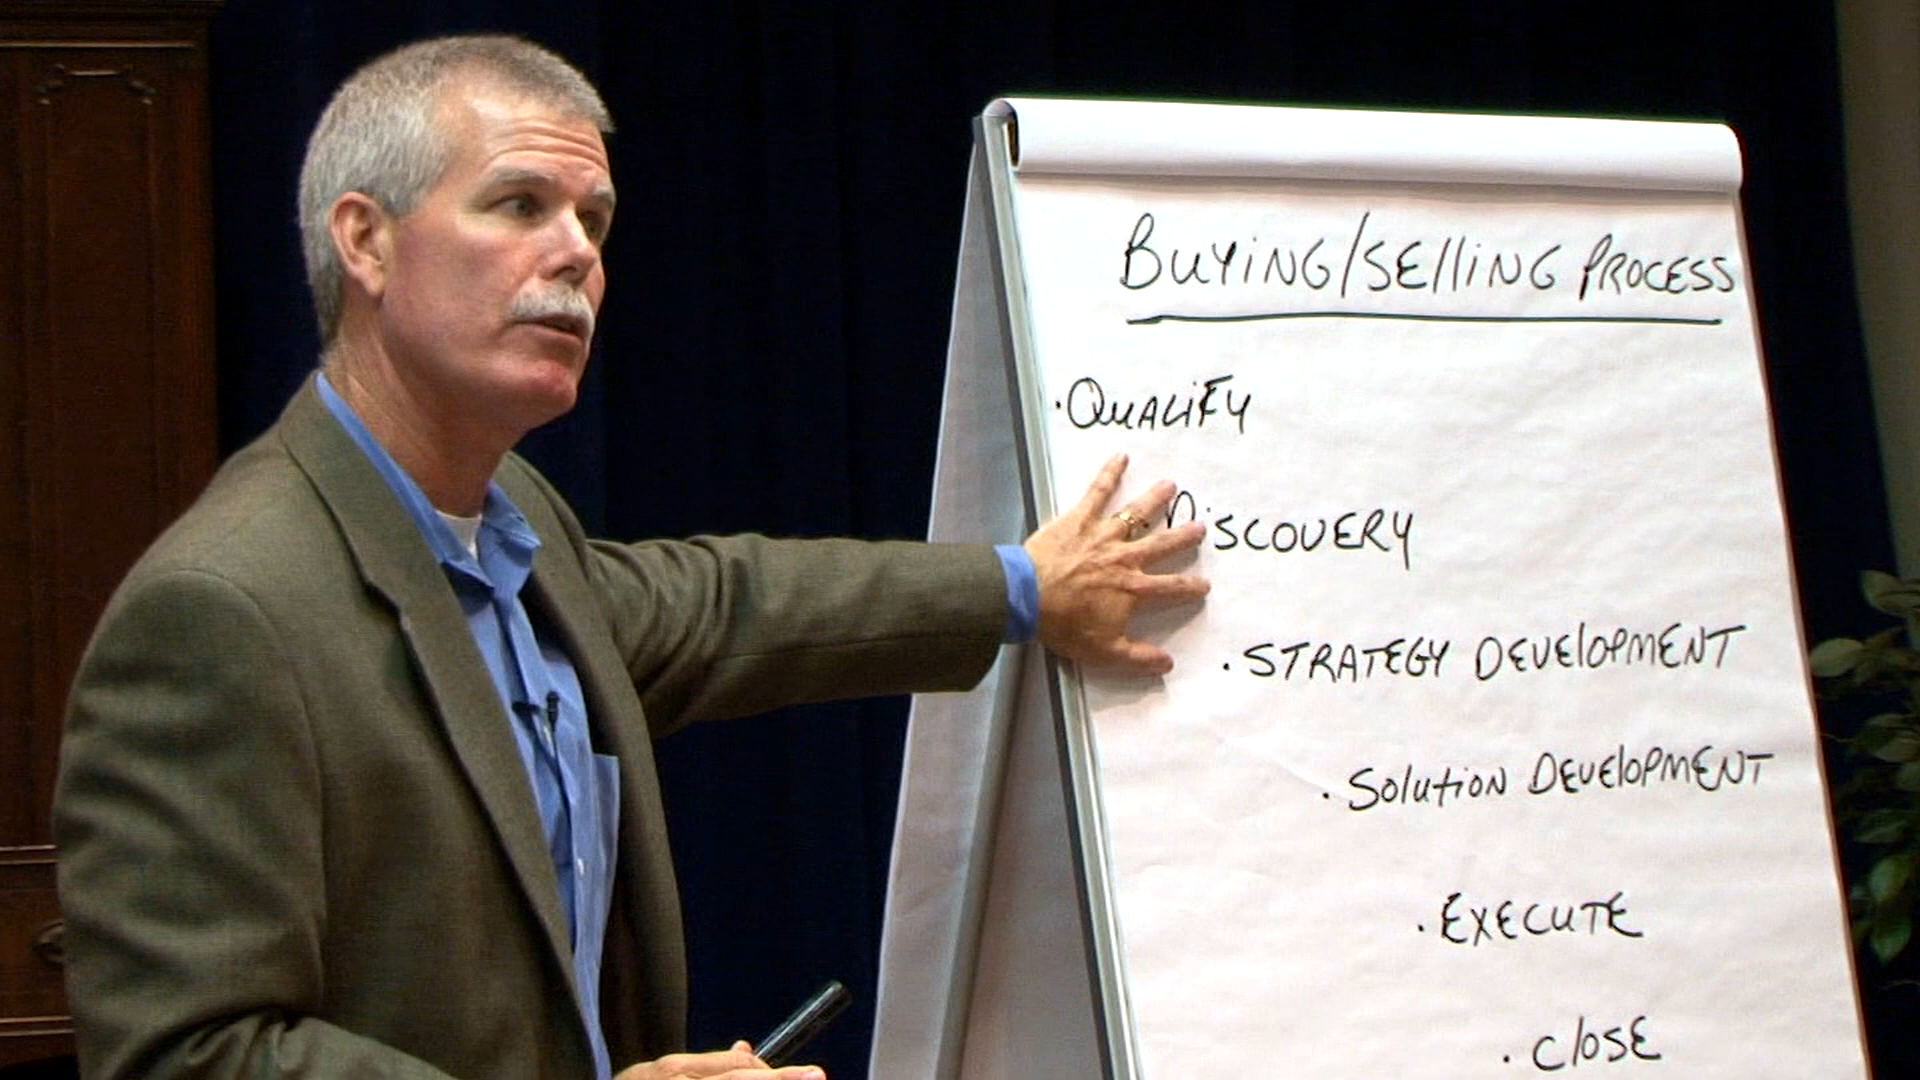 BUYING/SELLING PROCESS
· QUALIFY
· DISCOVERY
· STRATEGY DEVELOPMENT
· SOLUTION DEVELOPMENT
· EXECUTE
· CLOSE